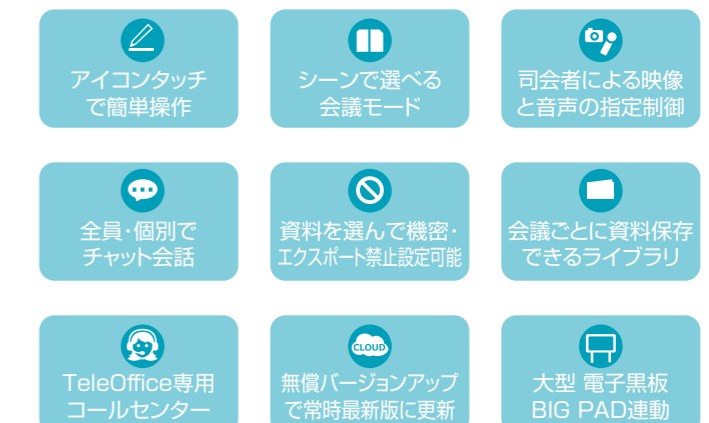 アイコンタッチ
で簡単操作
シーンで選べる
会議モード
司会者による映像
と音声の指定制御
全員･個別で
チャット会話
資料を選んで機密･
エクスポート禁止設定可能
会議ごとに資料保存
できるライブラリ
TeleOffice専用
コールセンター
CLOUD
無償バージョンアップ
で常時最新版に更新
大型 電子黒板
BIG PAD連動